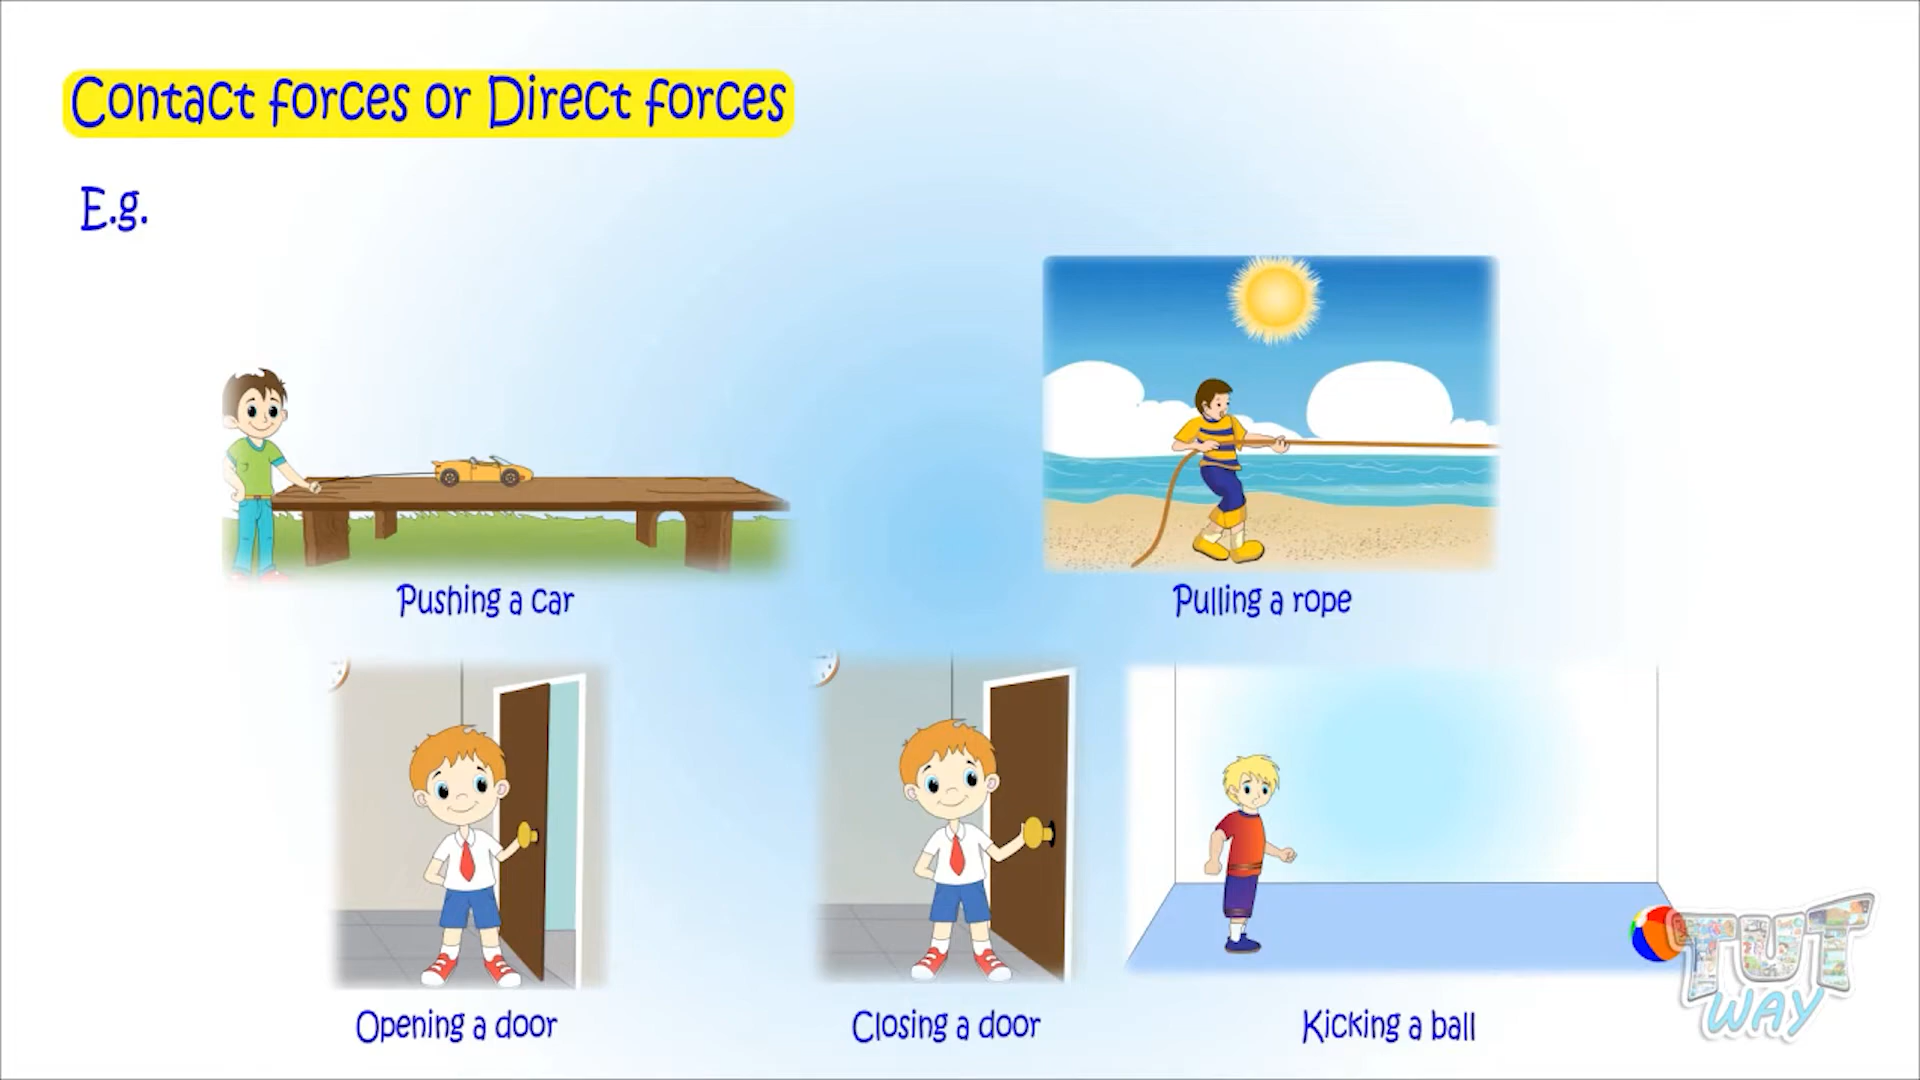 Contact forces or Direct forces
E.g.
Pushing a car
Pulling a rope
Opening a door
Closing a door
Kicking a ball
TUT
WAY